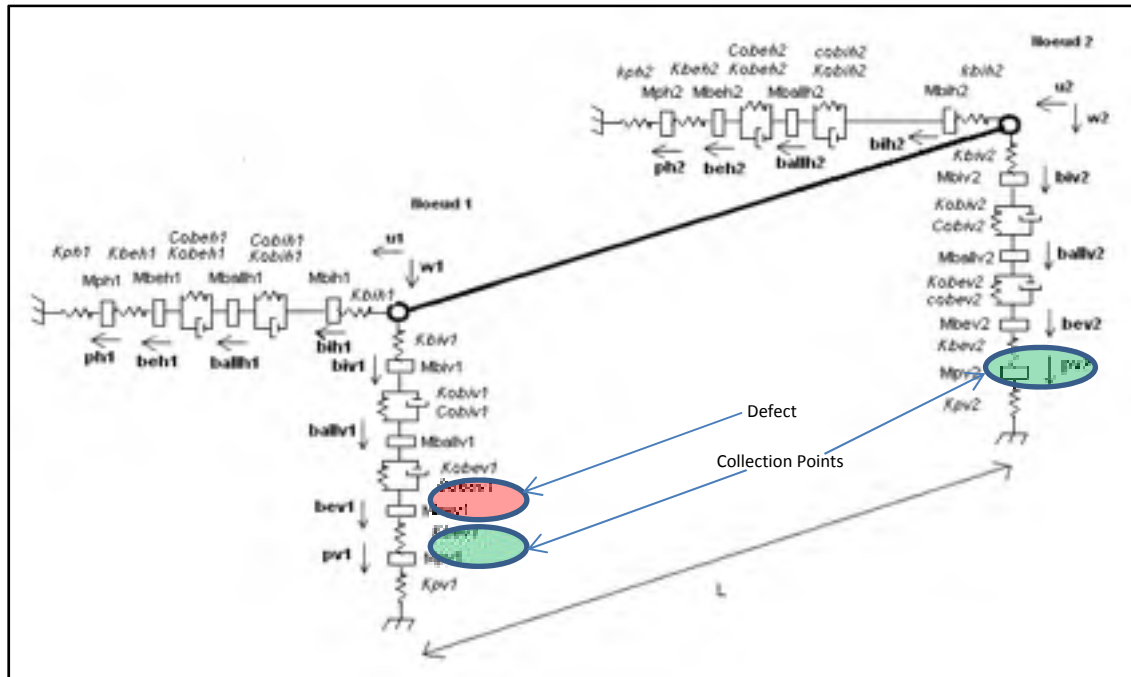 Noeud 2
Cobeh2 cobih2
kph2 Kbeh2 Kobeh2 Kobih2 kbih2
Mph2 Mbeh2 Mballh2 Mbih2
u2
w2
ph2 beh2 ballh2 bih2
Kbiv2
Mbiv2 biv2
Kobiv2
Cobiv2
Mballv2 ballv2
Kobev2
cobev2
Mbev2 bev2
Kbev2
Mpv2
Kpv2
Noeud 1
Cobeh1 Cobih1
Kph1 Kbeh1 Kobeh1 Kobih1
Mph1 Mbeh1 Mballh1 Mbih1
Kbih1
u1
w1
ph1 beh1 ballh1 bih1
Kbiv1
biv1 Mbiv1
Kobiv1
Cobiv1
ballv1 Mballv1
Kobev1
bev1
pv1
Kpv1
Defect
Collection Points
L